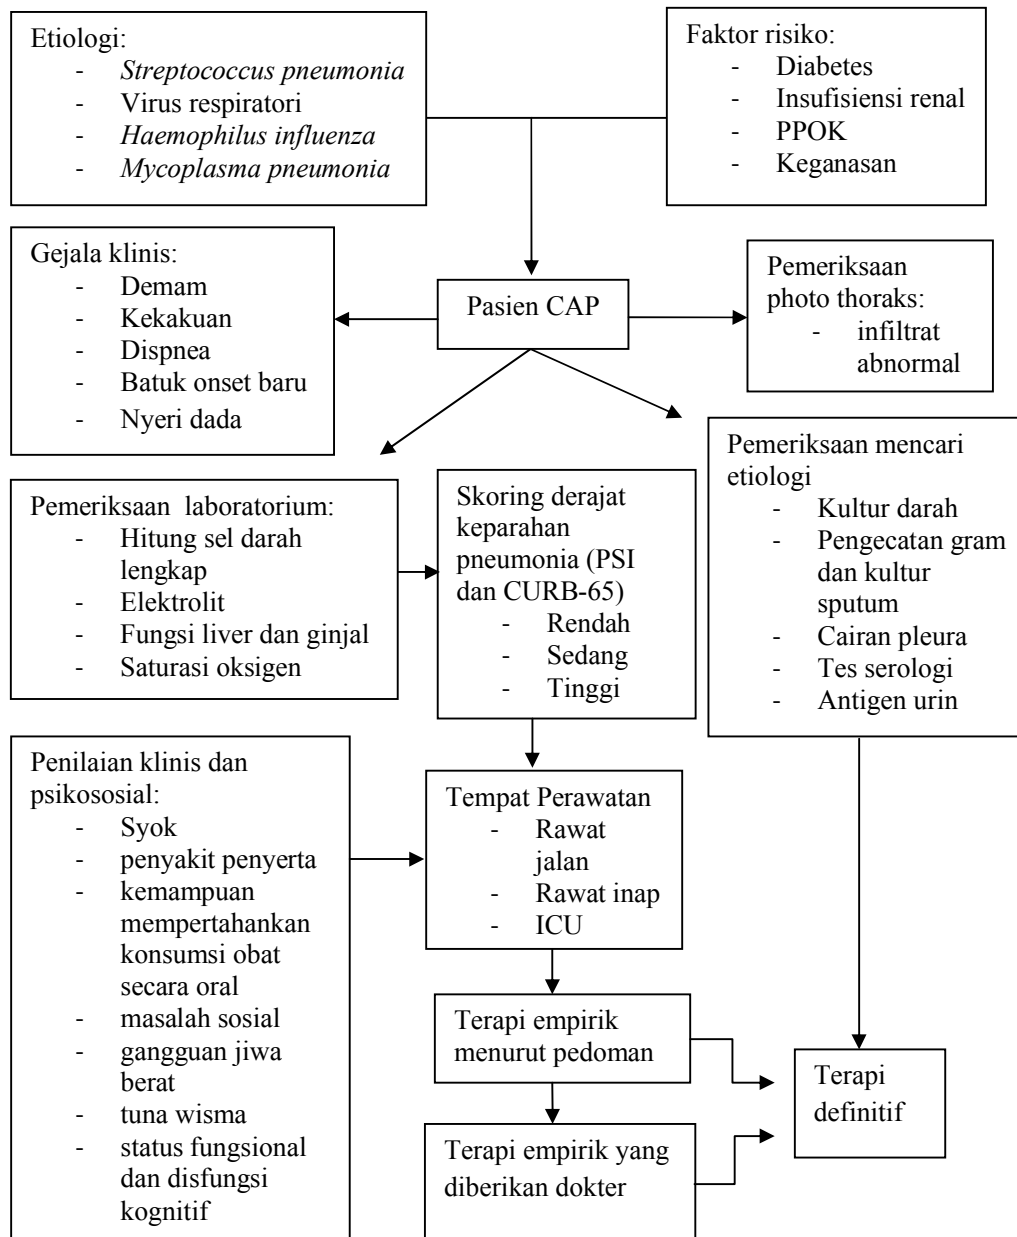 Etiologi:
- Streptococcus pneumonia
- Virus respiratori
- Haemophilus influenza
- Mycoplasma pneumonia
Faktor risiko:
- Diabetes
- Insufisiensi renal
- PPOK
- Keganasan
Gejala klinis:
- Demam
- Kekakuan
- Dispnea
- Batuk onset baru
- Nyeri dada
Pasien CAP
Pemeriksaan
photo thoraks:
- infiltrat
abnormal
Pemeriksaan laboratorium:
- Hitung sel darah
lengkap
- Elektrolit
- Fungsi liver dan ginjal
- Saturasi oksigen
Skoring derajat
keparahan
pneumonia (PSI
dan CURB-65)
- Rendah
- Sedang
- Tinggi
Pemeriksaan mencari
etiologi
- Kultur darah
- Pengecatan gram
dan kultur
sputum
- Cairan pleura
- Tes serologi
- Antigen urin
Penilaian klinis dan
psikososial:
- Syok
- penyakit penyerta
- kemampuan
mempertahankan
konsumsi obat
secara oral
- masalah sosial
- gangguan jiwa
berat
- tuna wisma
- status fungsional
dan disfungsi
kognitif
Tempat Perawatan
- Rawat
jalan
- Rawat inap
- ICU
Terapi empirik
menurut pedoman
Terapi empirik yang
diberikan dokter
Terapi
definitif